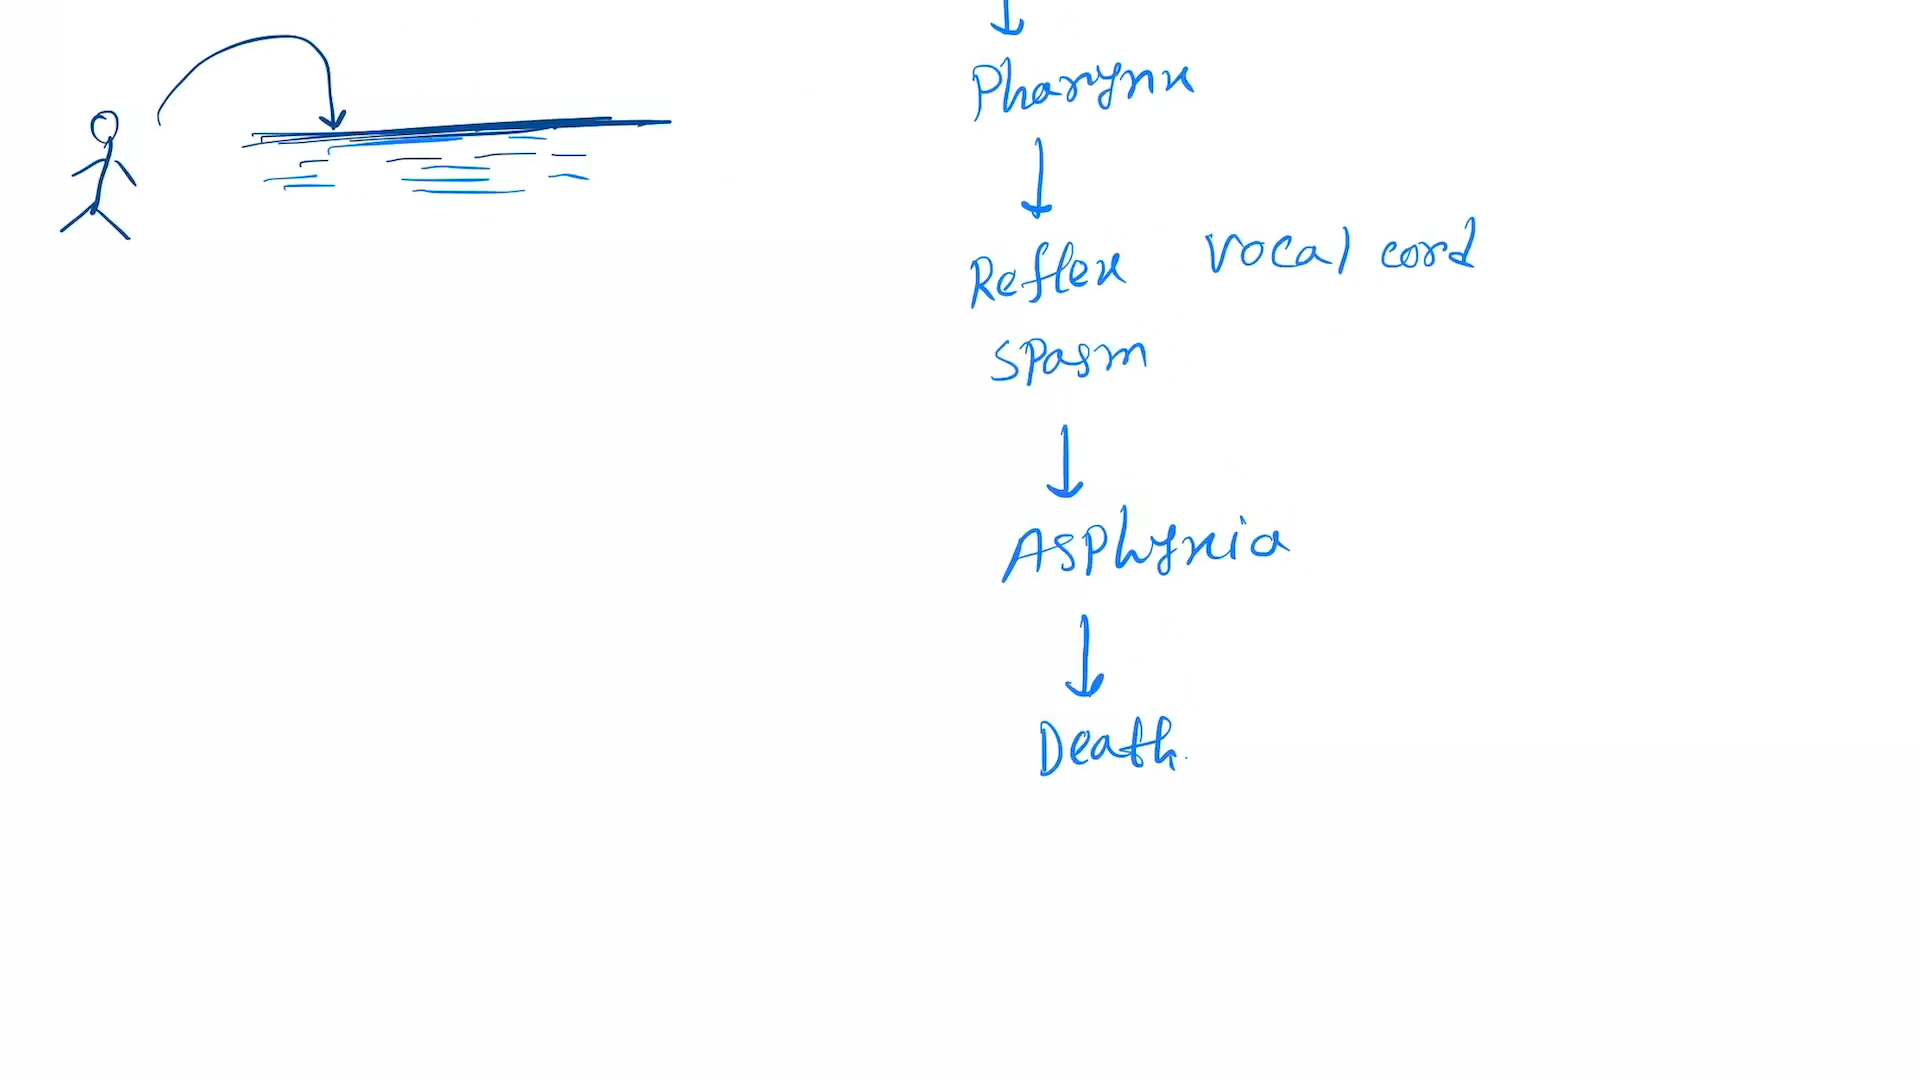 Pharynx
Reflex vocal cord
spasm
Asphyxia
Death.